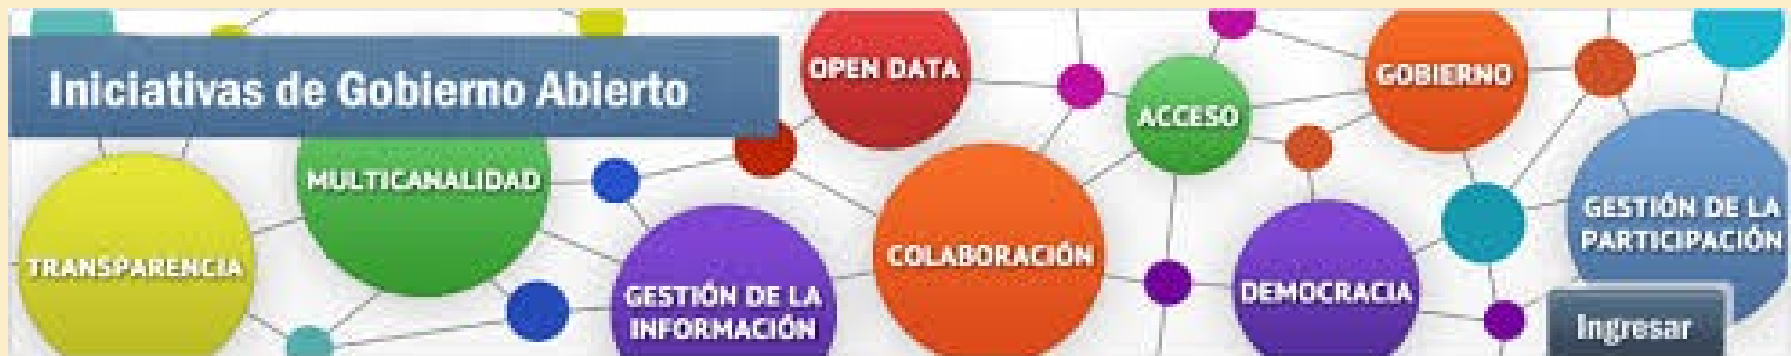 Iniciativas de Gobierno Abierto
OPEN DATA
GOBIERNO
ACCESO
MULTICANALIDAD
GESTIÓN DE LA
PARTICIPACIÓN
TRANSPARENCIA
COLABORACIÓN
GESTIÓN DE LA
INFORMACIÓN
DEMOCRACIA
Ingresar